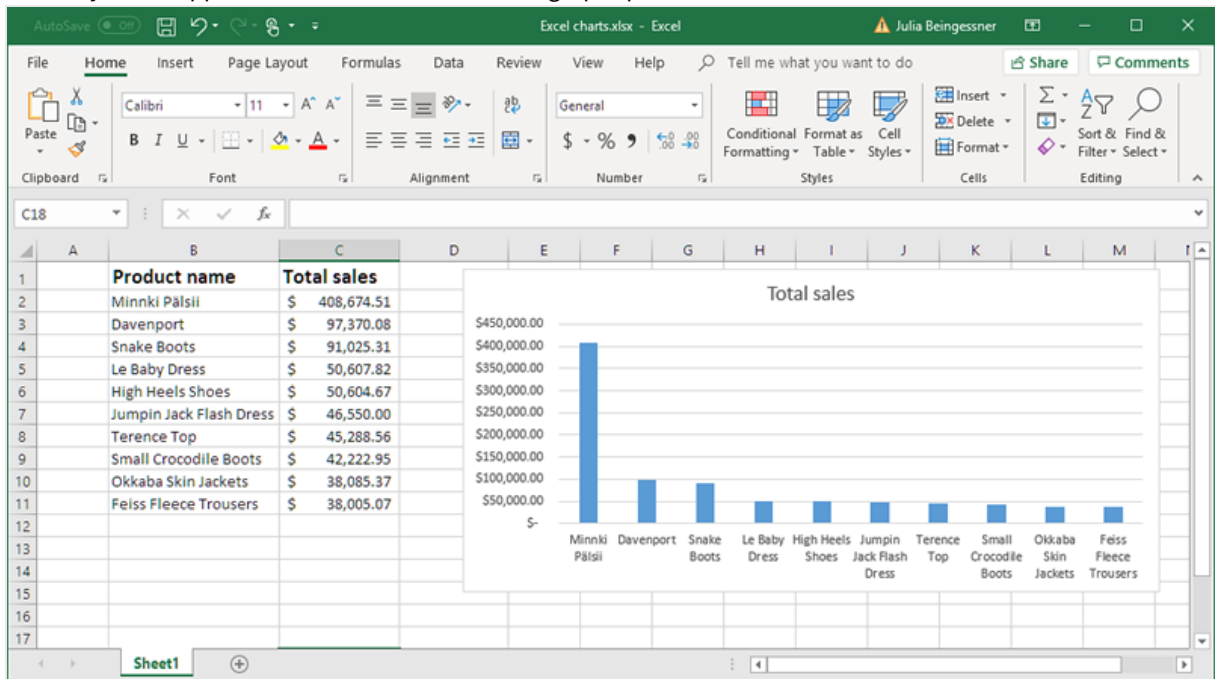 AutoSave Off Excel charts.xlsx - Excel Julia Beingessner
File Home Insert Page Layout Formulas Data Review View Help Tell me what you want to do Share Comments
Paste
Calibri 11 A^ A˅
B I U A
General
$ % 9
Conditional Formatting
Format as Table
Cell Styles
Insert
Delete
Format
Sort & Filter
Find & Select
Clipboard Font Alignment Number Styles Cells Editing
C18 fx
A B C D E F G H I J K L M
1 Product name Total sales
2 Minnki Pälsii $ 408,674.51
3 Davenport $ 97,370.08
4 Snake Boots $ 91,025.31
5 Le Baby Dress $ 50,607.82
6 High Heels Shoes $ 50,604.67
7 Jumpin Jack Flash Dress $ 46,550.00
8 Terence Top $ 45,288.56
9 Small Crocodile Boots $ 42,222.95
10 Okkaba Skin Jackets $ 38,085.37
11 Feiss Fleece Trousers $ 38,005.07
12
13
14
15
16
17
Total sales
$450,000.00
$400,000.00
$350,000.00
$300,000.00
$250,000.00
$200,000.00
$150,000.00
$100,000.00
$50,000.00
$-
Minnki Davenport Snake Le Baby High Heels Jumpin Terence Small Okkaba Feiss
Pälsii Boots Dress Shoes Jack Flash Top Crocodile Skin Fleece
Dress Boots Jackets Trousers
Sheet1